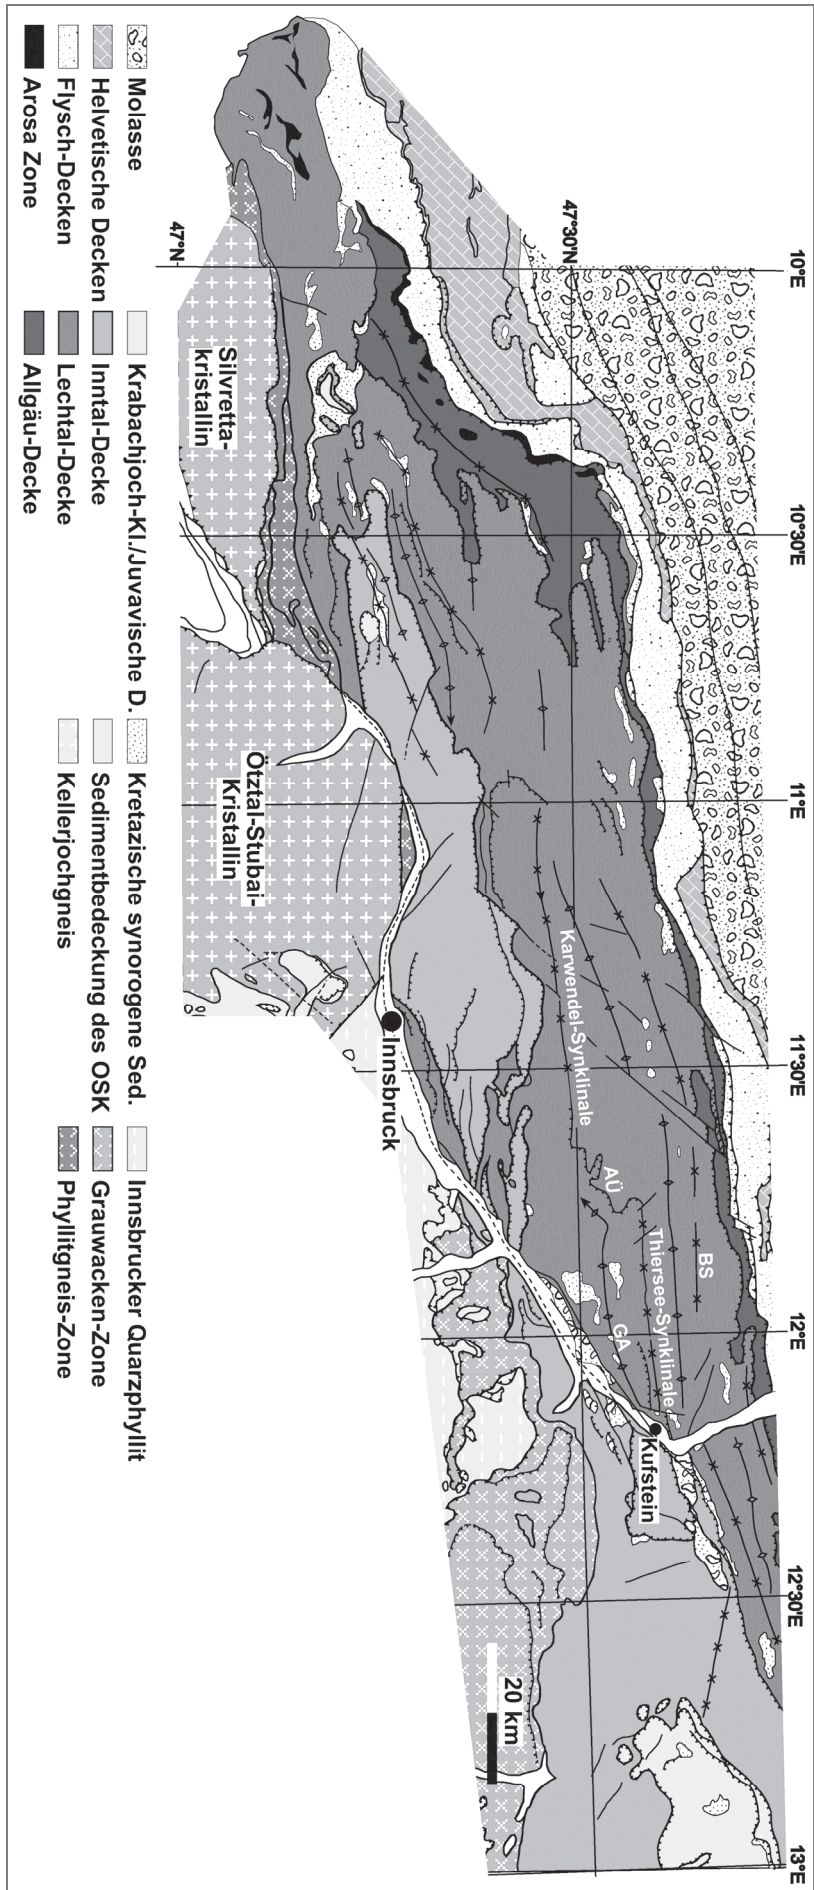 10°E
10°30'E
11°E
11°30'E
12°E
12°30'E
13°E
47°30'N
47°N
Karwendel-Synklinale
AÜ
BS
Thiersee-Synklinale
GA
Kufstein
Innsbruck
Silvretta-
kristallin
Ötztal-Stubai-
Kristallin
20 km
Molasse
Helvetische Decken
Flysch-Decken
Arosa Zone
Krabachjoch-Kl./Juvavische D.
Inntal-Decke
Lechtal-Decke
Allgäu-Decke
Kretazische synorogene Sed.
Sedimentbedeckung des OSK
Kellerjochgneis
Innsbrucker Quarzphyllit
Grauwacken-Zone
Phyllitgneis-Zone